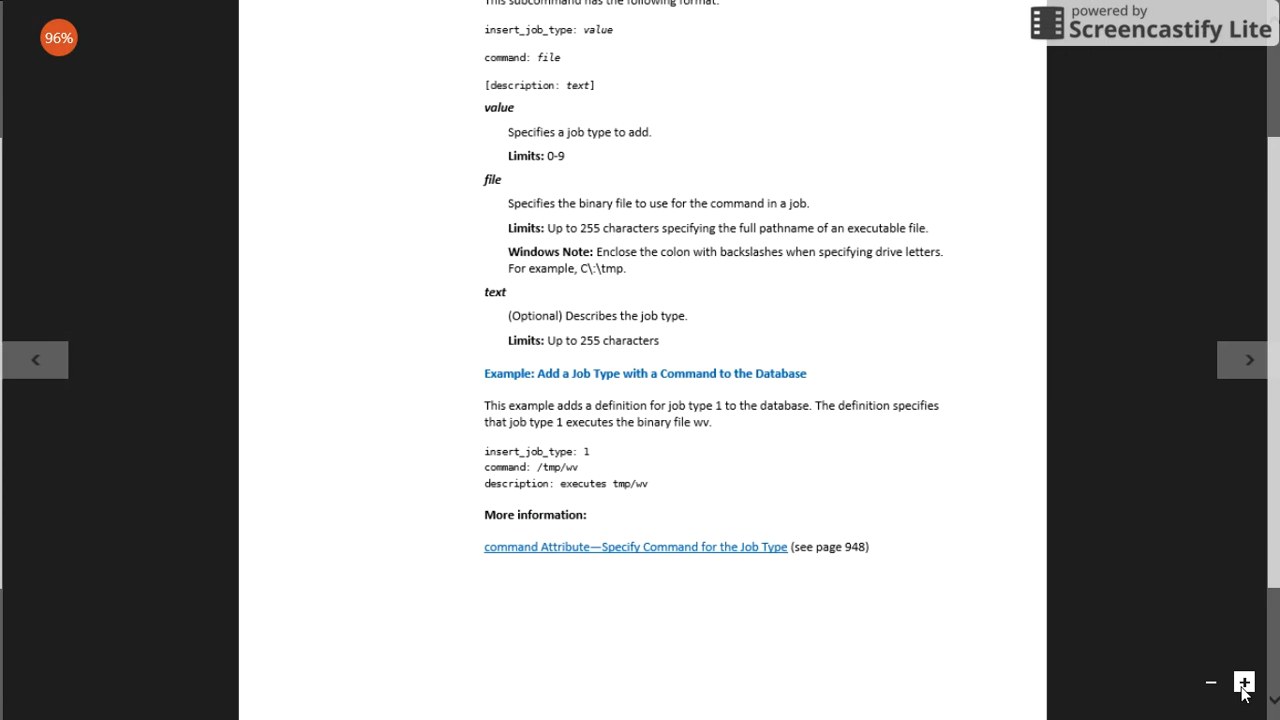 This subcommand has the following format:
powered by
Screencastify Lite
96%
insert_job_type: value
command: file
[description: text]
value
Specifies a job type to add.
Limits: 0-9
file
Specifies the binary file to use for the command in a job.
Limits: Up to 255 characters specifying the full pathname of an executable file.
Windows Note: Enclose the colon with backslashes when specifying drive letters.
For example, C\:\tmp.
text
(Optional) Describes the job type.
Limits: Up to 255 characters
Example: Add a Job Type with a Command to the Database
This example adds a definition for job type 1 to the database. The definition specifies
that job type 1 executes the binary file wv.
insert_job_type: 1
command: /tmp/wv
description: executes tmp/wv
More information:
command Attribute—Specify Command for the Job Type (see page 948)